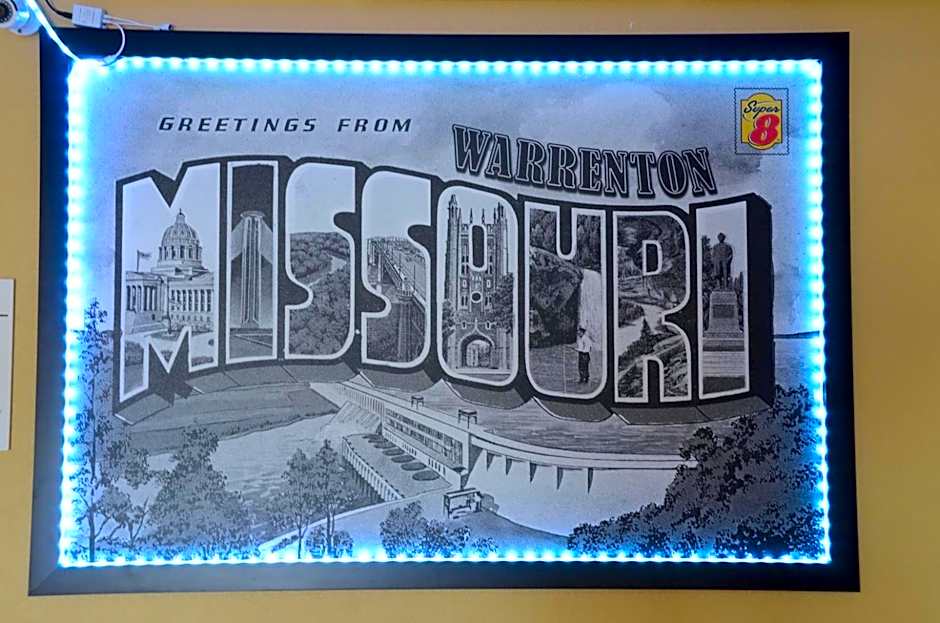 GREETINGS FROM
WARRENTON
MISSOURI
Super
8